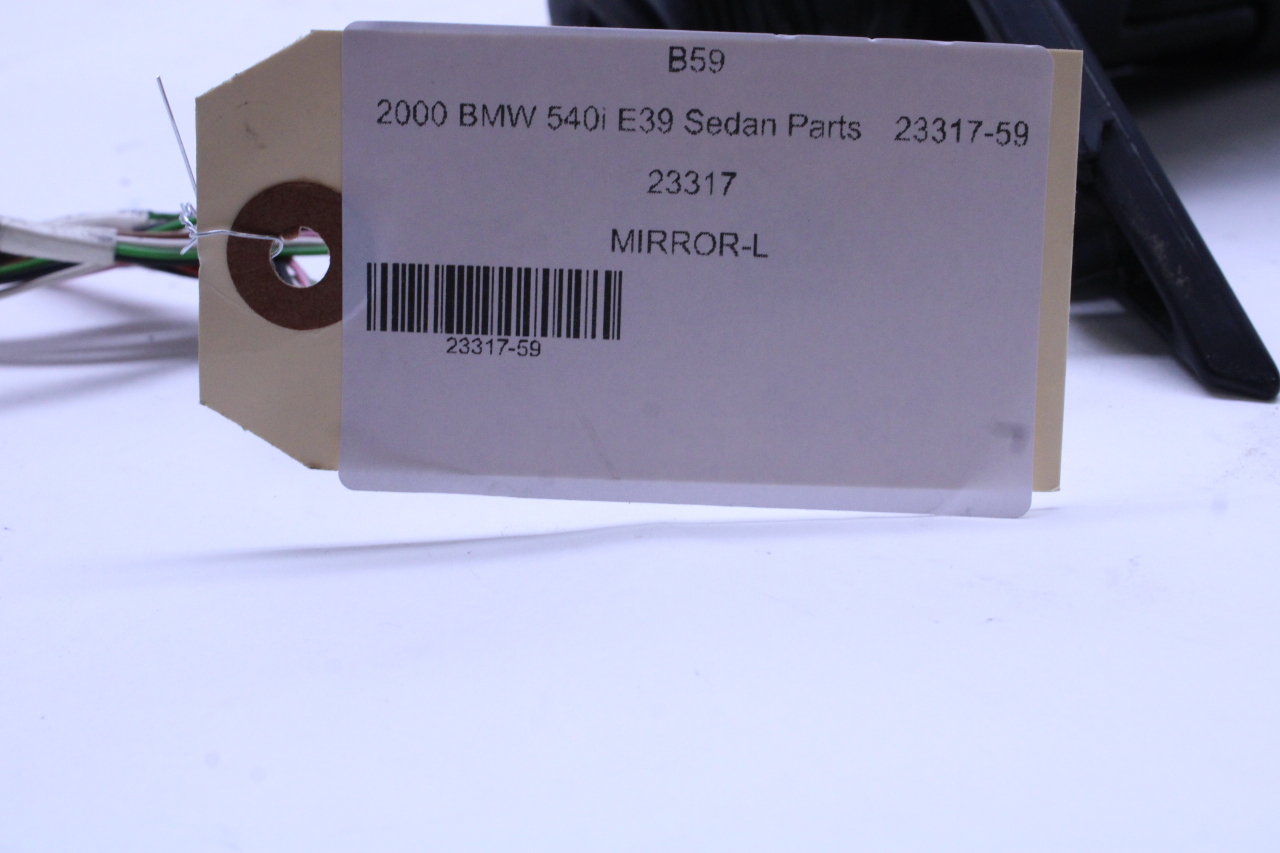 B59
2000 BMW 540i E39 Sedan Parts 23317-59
23317
MIRROR-L
23317-59